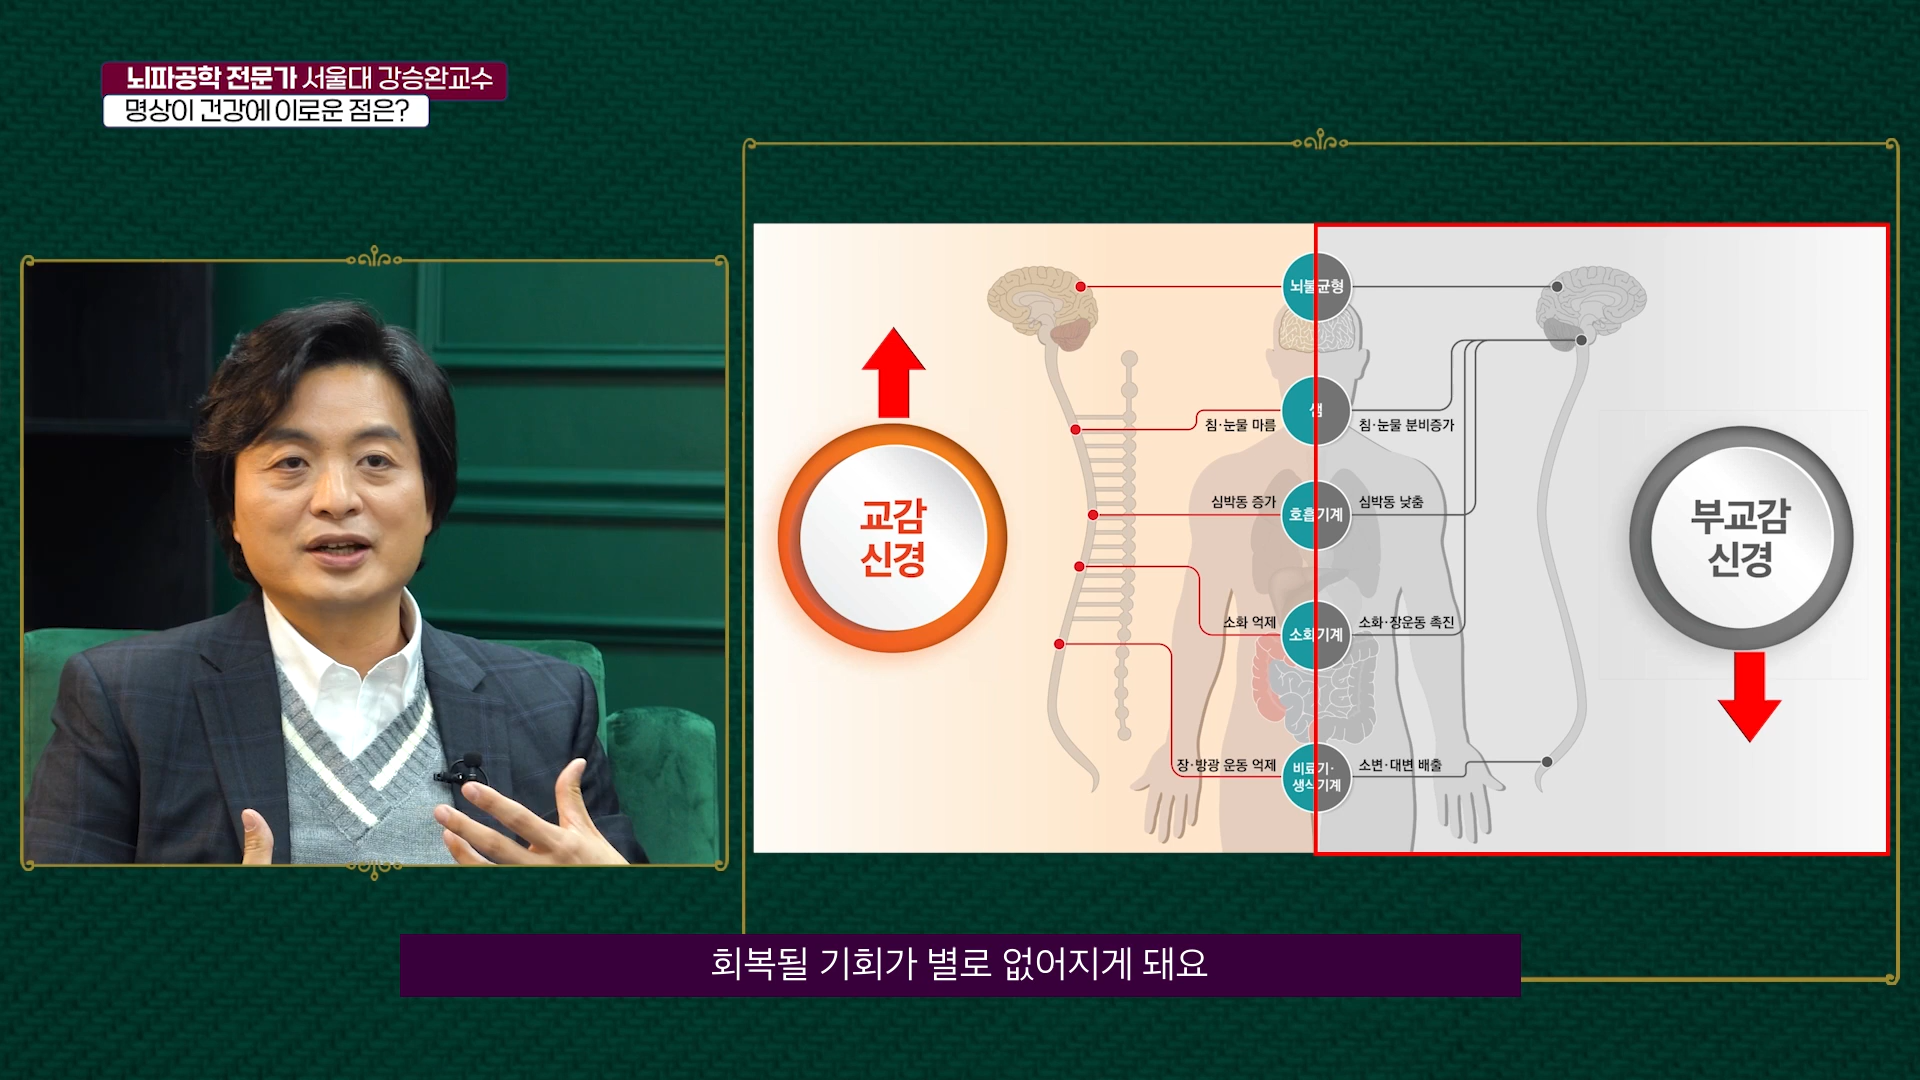 뇌파공학 전문가 서울대 강승완교수
명상이 건강에 이로운 점은?
뇌불균형
샘
침·눈물 마름
침·눈물 분비증가
심박동 증가
호흡기계
심박동 낮춤
교감
신경
부교감
신경
소화 억제
소화기계
소화·장운동 촉진
장·방광 운동 억제
비뇨기·
생식기계
소변·대변 배출
회복될 기회가 별로 없어지게 돼요